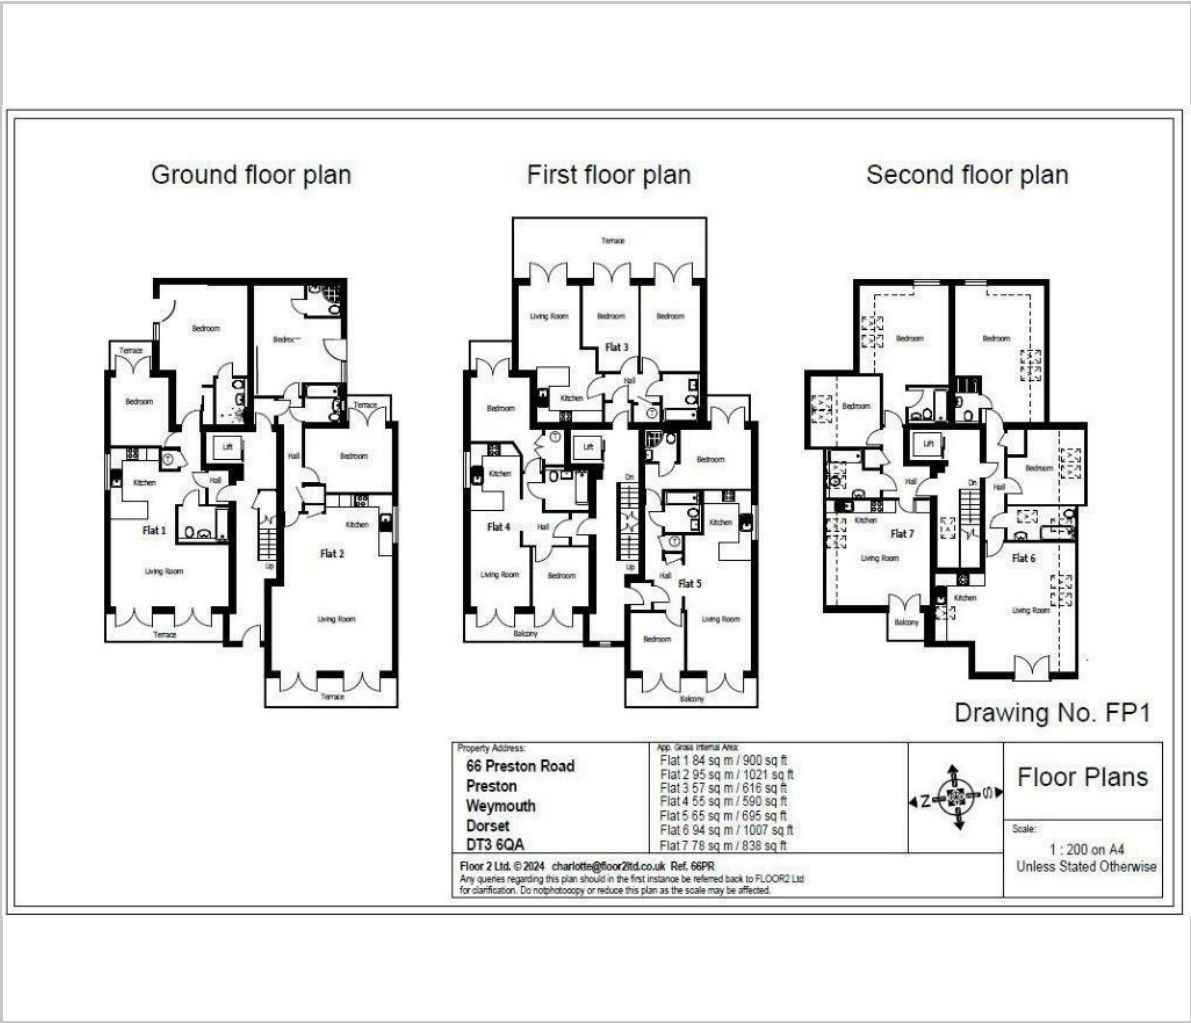 Ground floor plan
First floor plan
Second floor plan
Bedroom
Bedroom
Terrace
Bedroom
Terrace
Lift
Hall
Bedroom
T
Kitchen
Hall
Flat 1
Kitchen
Flat 2
Up
Living Room
Living Room
Terrace
Terrace
Terrace
Living Room
Bedroom
Bedroom
Flat 3
Hall
Kitchen
T
Bedroom
T
Lift
Bedroom
Kitchen
Dn
Flat 4
Hall
Kitchen
T
Up
Hall
Flat 5
Living Room
Bedroom
Living Room
Bedroom
Balcony
Balcony
Bedroom
Bedroom
Bedroom
Lift
Bedroom
Hall
Dn
Hall
Kitchen
Flat 7
Living Room
Flat 6
Kitchen
Living Room
Balcony
Drawing No. FP1
Property Address:
66 Preston Road
Preston
Weymouth
Dorset
DT3 6QA
App. Gross Internal Area:
Flat 1 84 sq m / 900 sq ft
Flat 2 95 sq m / 1021 sq ft
Flat 3 57 sq m / 616 sq ft
Flat 4 55 sq m / 590 sq ft
Flat 5 65 sq m / 695 sq ft
Flat 6 94 sq m / 1007 sq ft
Flat 7 78 sq m / 838 sq ft
N S
Floor Plans
Scale:
1 : 200 on A4
Unless Stated Otherwise
Floor 2 Ltd. © 2024 charlotte@floor2ltd.co.uk Ref. 66PR
Any queries regarding this plan should in the first instance be referred back to FLOOR2 Ltd
for clarification. Do notphotocopy or reduce this plan as the scale may be affected.